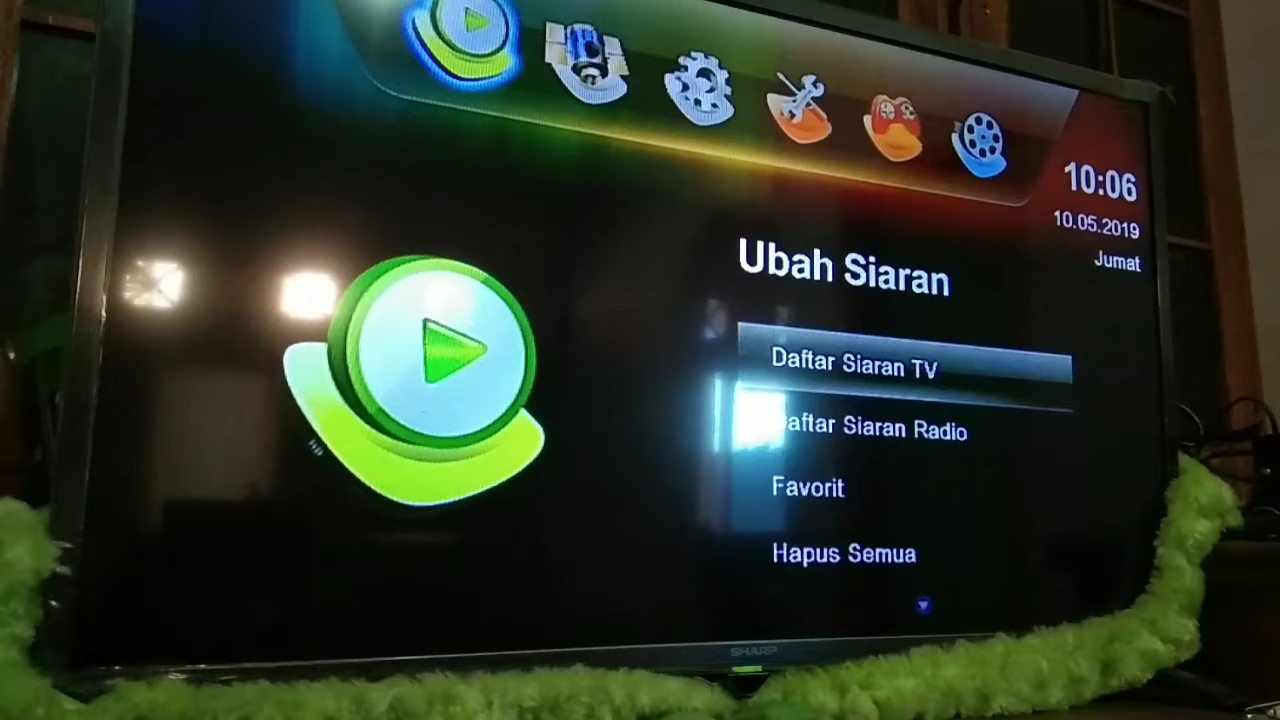 10:06
10.05.2019
Jumat
Ubah Siaran
Daftar Siaran TV
Daftar Siaran Radio
Favorit
Hapus Semua
SHARP